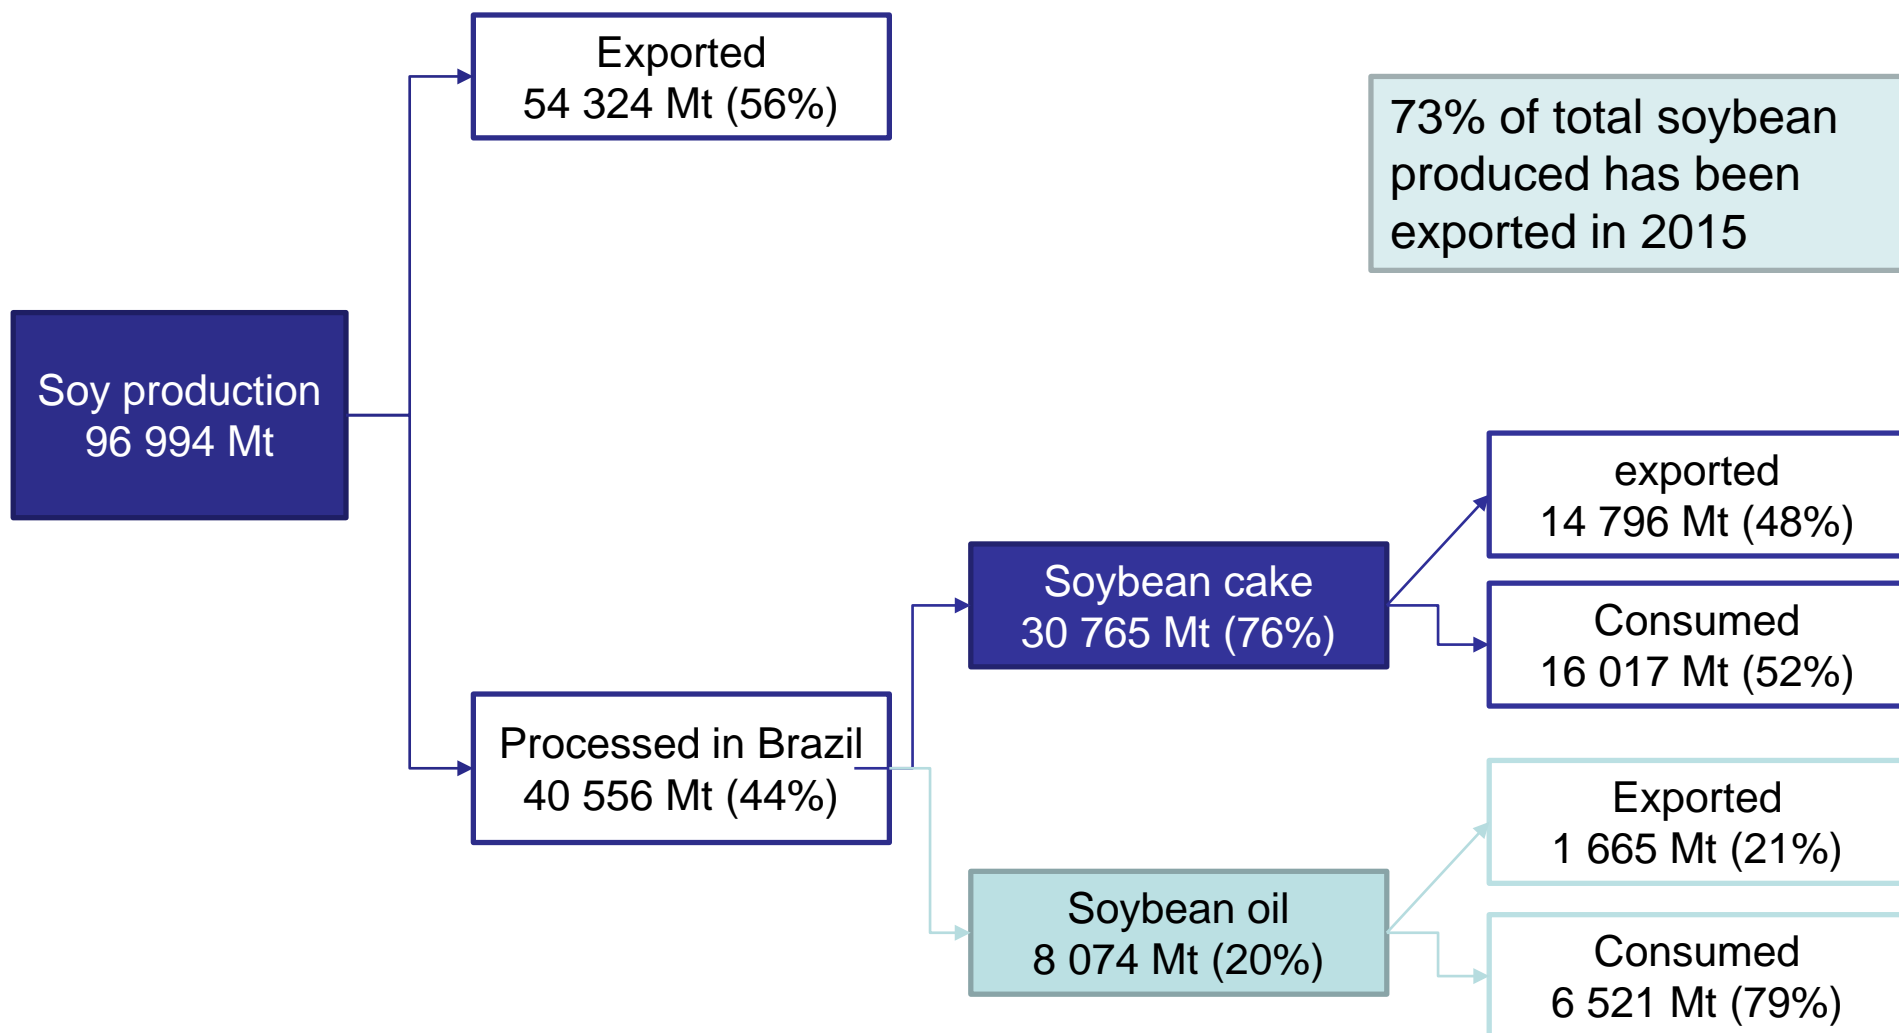 Exported
54 324 Mt (56%)
73% of total soybean
produced has been
exported in 2015
Soy production
96 994 Mt
exported
14 796 Mt (48%)
Soybean cake
30 765 Mt (76%)
Consumed
16 017 Mt (52%)
Processed in Brazil
40 556 Mt (44%)
Exported
1 665 Mt (21%)
Soybean oil
8 074 Mt (20%)
Consumed
6 521 Mt (79%)